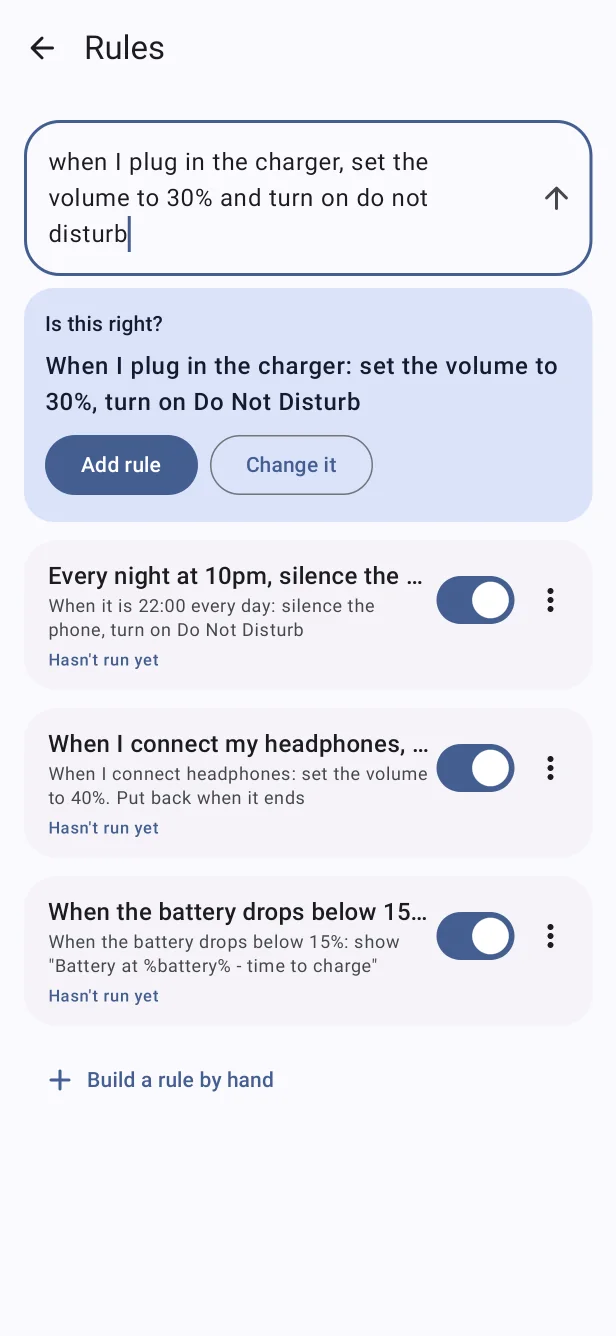 Rules
when I plug in the charger, set the
volume to 30% and turn on do not
disturb
Is this right?
When I plug in the charger: set the volume to
30%, turn on Do Not Disturb
Add rule
Change it
Every night at 10pm, silence the ...
When it is 22:00 every day: silence the
phone, turn on Do Not Disturb
Hasn't run yet
When I connect my headphones, ...
When I connect headphones: set the volume
to 40%. Put back when it ends
Hasn't run yet
When the battery drops below 15...
When the battery drops below 15%: show
"Battery at %battery% - time to charge"
Hasn't run yet
Build a rule by hand